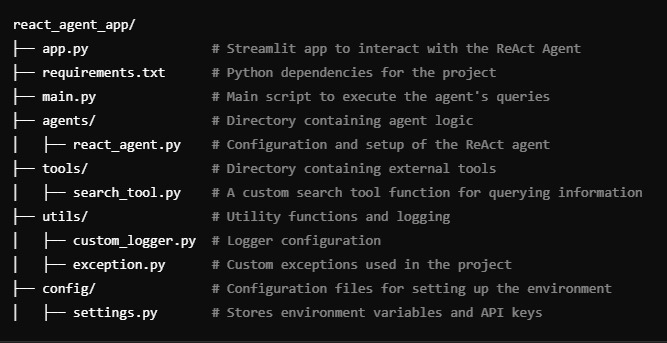 react_agent_app/
├── app.py                # Streamlit app to interact with the ReAct Agent
├── requirements.txt      # Python dependencies for the project
├── main.py               # Main script to execute the agent's queries
├── agents/               # Directory containing agent logic
│   ├── react_agent.py    # Configuration and setup of the ReAct agent
├── tools/                # Directory containing external tools
│   ├── search_tool.py    # A custom search tool function for querying information
├── utils/                # Utility functions and logging
│   ├── custom_logger.py  # Logger configuration
│   ├── exception.py      # Custom exceptions used in the project
├── config/               # Configuration files for setting up the environment
│   ├── settings.py       # Stores environment variables and API keys